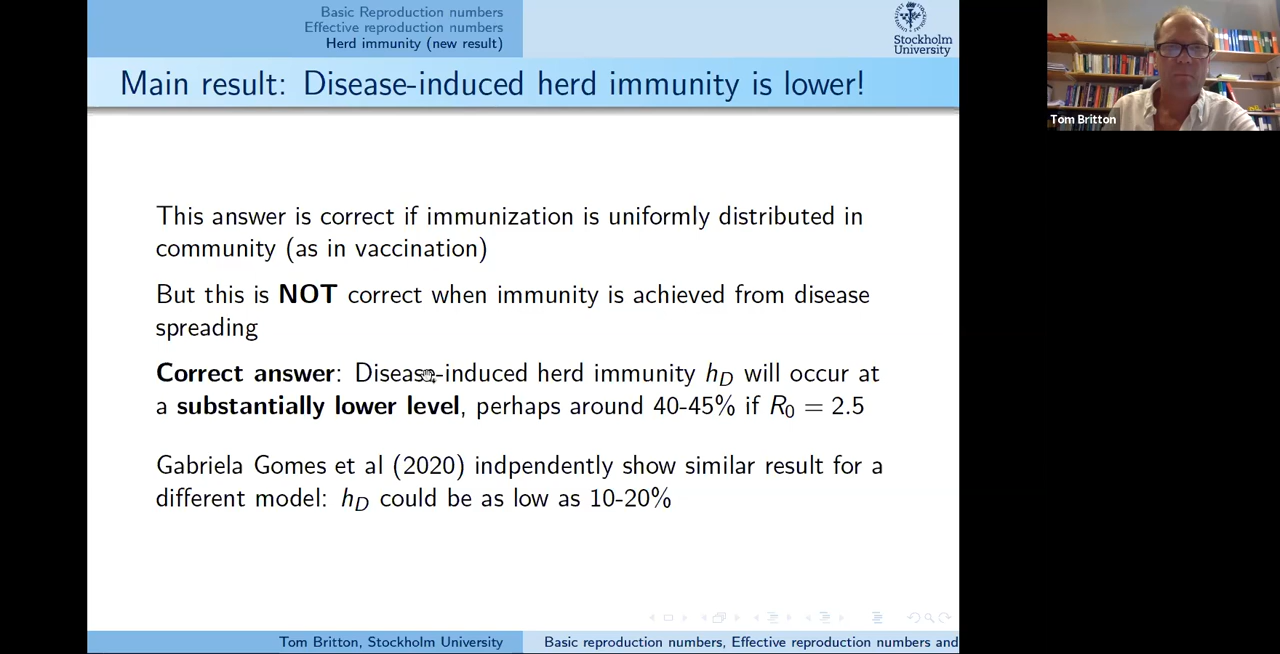 Basic Reproduction numbers
Effective reproduction numbers
Herd immunity (new result)
Stockholm
University
Main result: Disease-induced herd immunity is lower!
This answer is correct if immunization is uniformly distributed in
community (as in vaccination)
But this is NOT correct when immunity is achieved from disease
spreading
Correct answer: Disease-induced herd immunity h_D will occur at
a substantially lower level, perhaps around 40-45% if R_0 = 2.5
Gabriela Gomes et al (2020) indpendently show similar result for a
different model: h_D could be as low as 10-20%
Tom Britton, Stockholm University
Basic reproduction numbers, Effective reproduction numbers and
Tom Britton